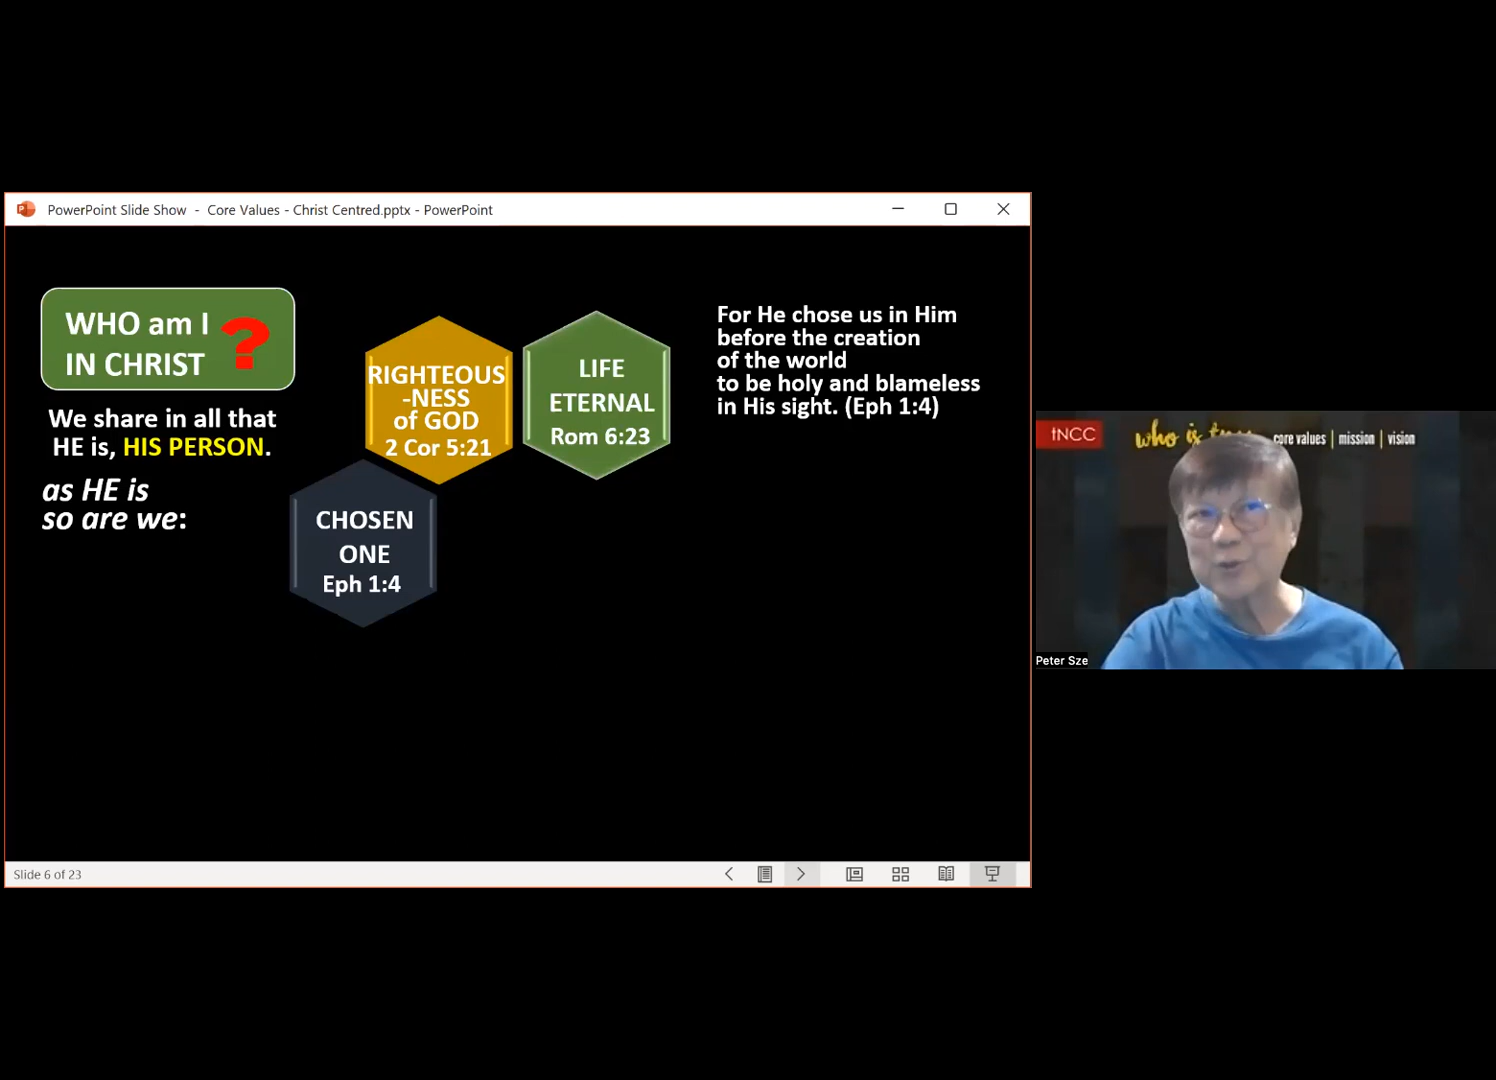 PowerPoint Slide Show - Core Values - Christ Centred.pptx - PowerPoint
WHO am I
IN CHRIST ?
We share in all that
HE is, HIS PERSON.
as HE is
so are we:
RIGHTEOUS
-NESS
of GOD
2 Cor 5:21
LIFE
ETERNAL
Rom 6:23
CHOSEN
ONE
Eph 1:4
For He chose us in Him
before the creation
of the world
to be holy and blameless
in His sight. (Eph 1:4)
tNCC
who is core values | mission | vision
Peter Sze
Slide 6 of 23